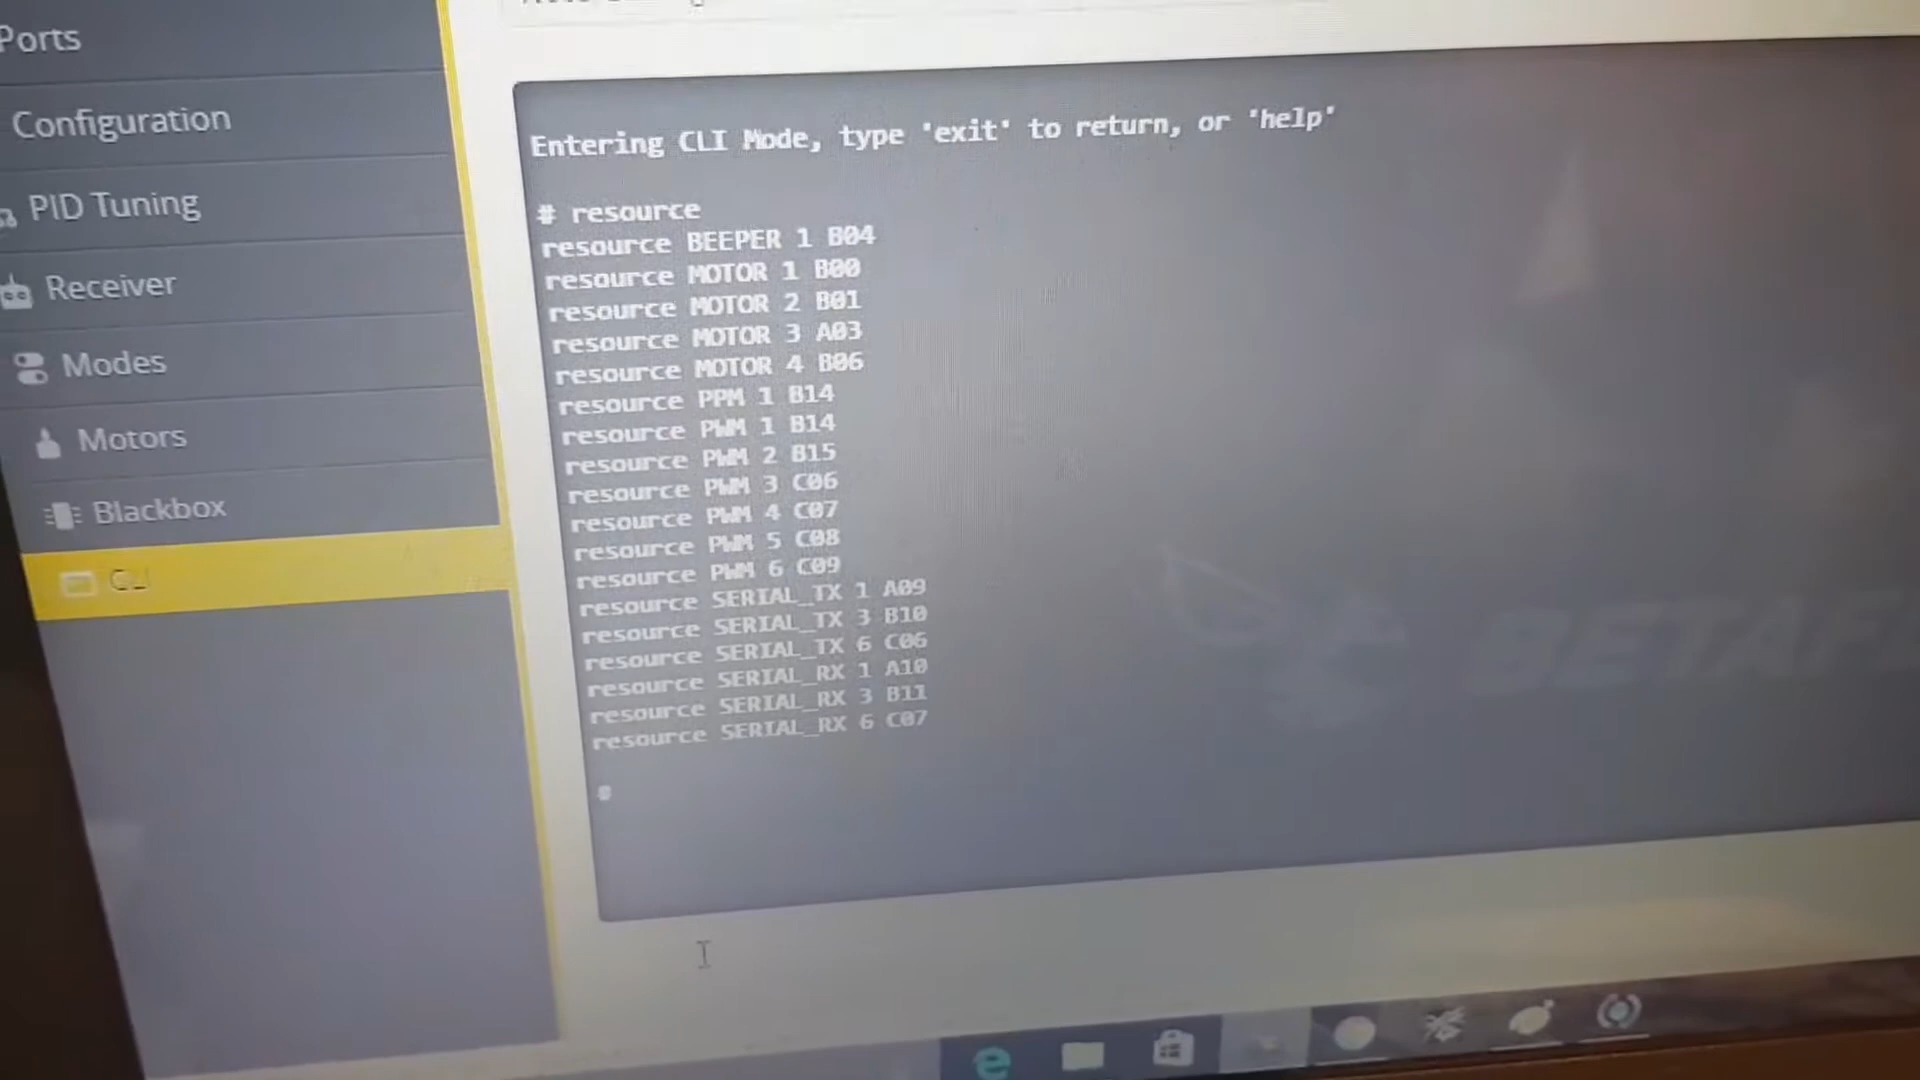 Ports
Configuration
PID Tuning
Receiver
Modes
Motors
Blackbox
CLI
Entering CLI Mode, type 'exit' to return, or 'help'
# resource
resource BEEPER 1 B04
resource MOTOR 1 B00
resource MOTOR 2 B01
resource MOTOR 3 A03
resource MOTOR 4 B06
resource PPM 1 B14
resource PWM 1 B14
resource PWM 2 B15
resource PWM 3 C06
resource PWM 4 C07
resource PWM 5 C08
resource PWM 6 C09
resource SERIAL_TX 1 A09
resource SERIAL_TX 3 B10
resource SERIAL_TX 6 C06
resource SERIAL_RX 1 A10
resource SERIAL_RX 3 B11
resource SERIAL_RX 6 C07
#
BETAF